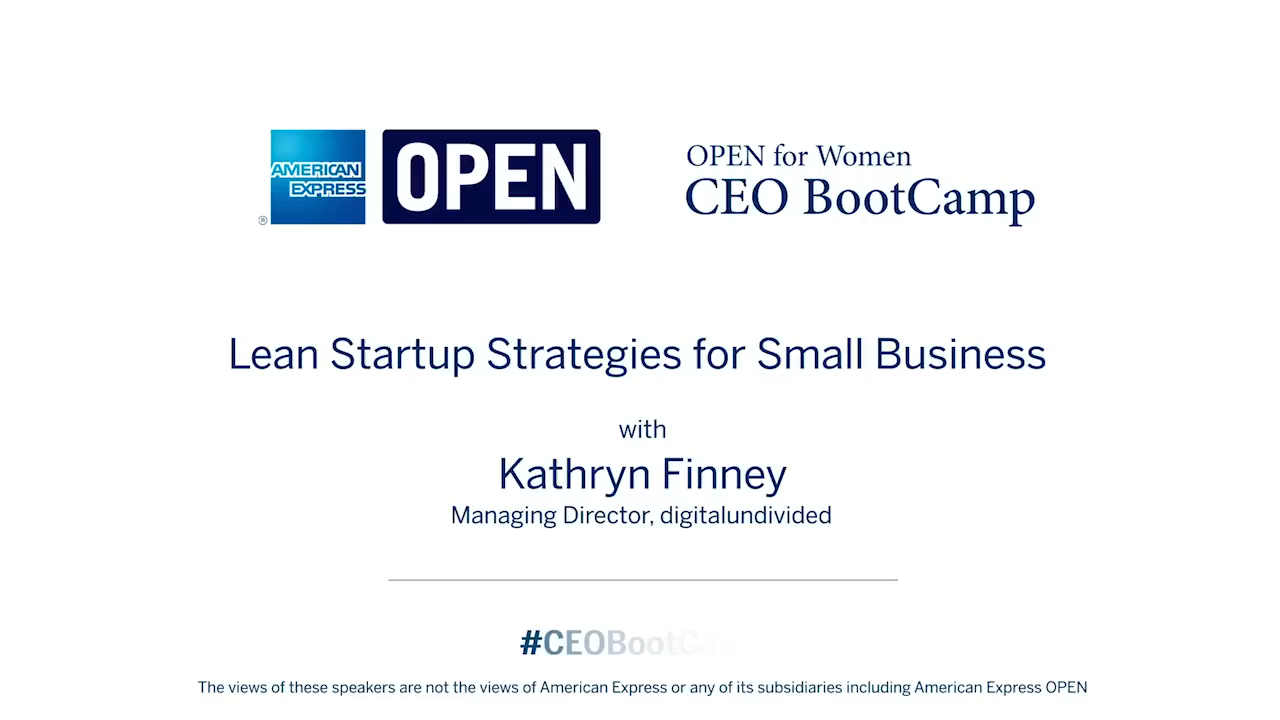 AMERICAN
EXPRESS
®
OPEN
OPEN for Women
CEO BootCamp
Lean Startup Strategies for Small Business
with
Kathryn Finney
Managing Director, digitalundivided
#CEOBootCa
The views of these speakers are not the views of American Express or any of its subsidiaries including American Express OPEN